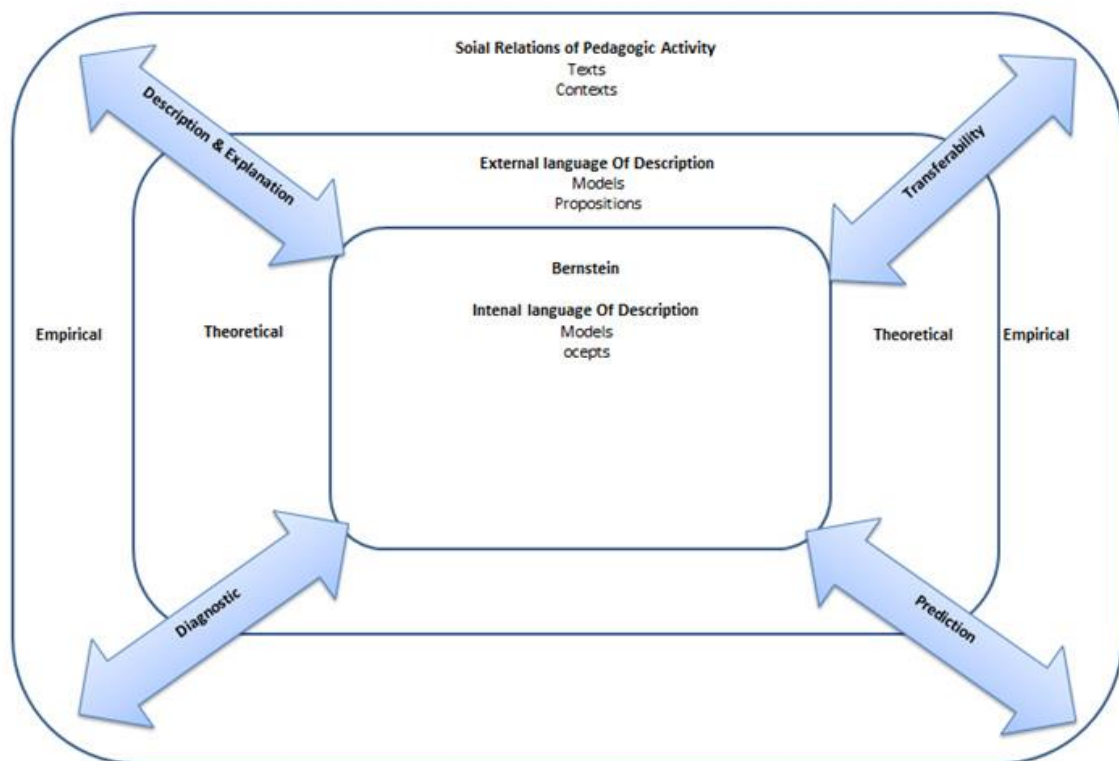 Soial Relations of Pedagogic Activity
Texts
Contexts
Description & Explanation
Transferability
External language Of Description
Models
Propositions
Bernstein
Intenal language Of Description
Models
ocepts
Empirical
Theoretical
Theoretical
Empirical
Diagnostic
Prediction